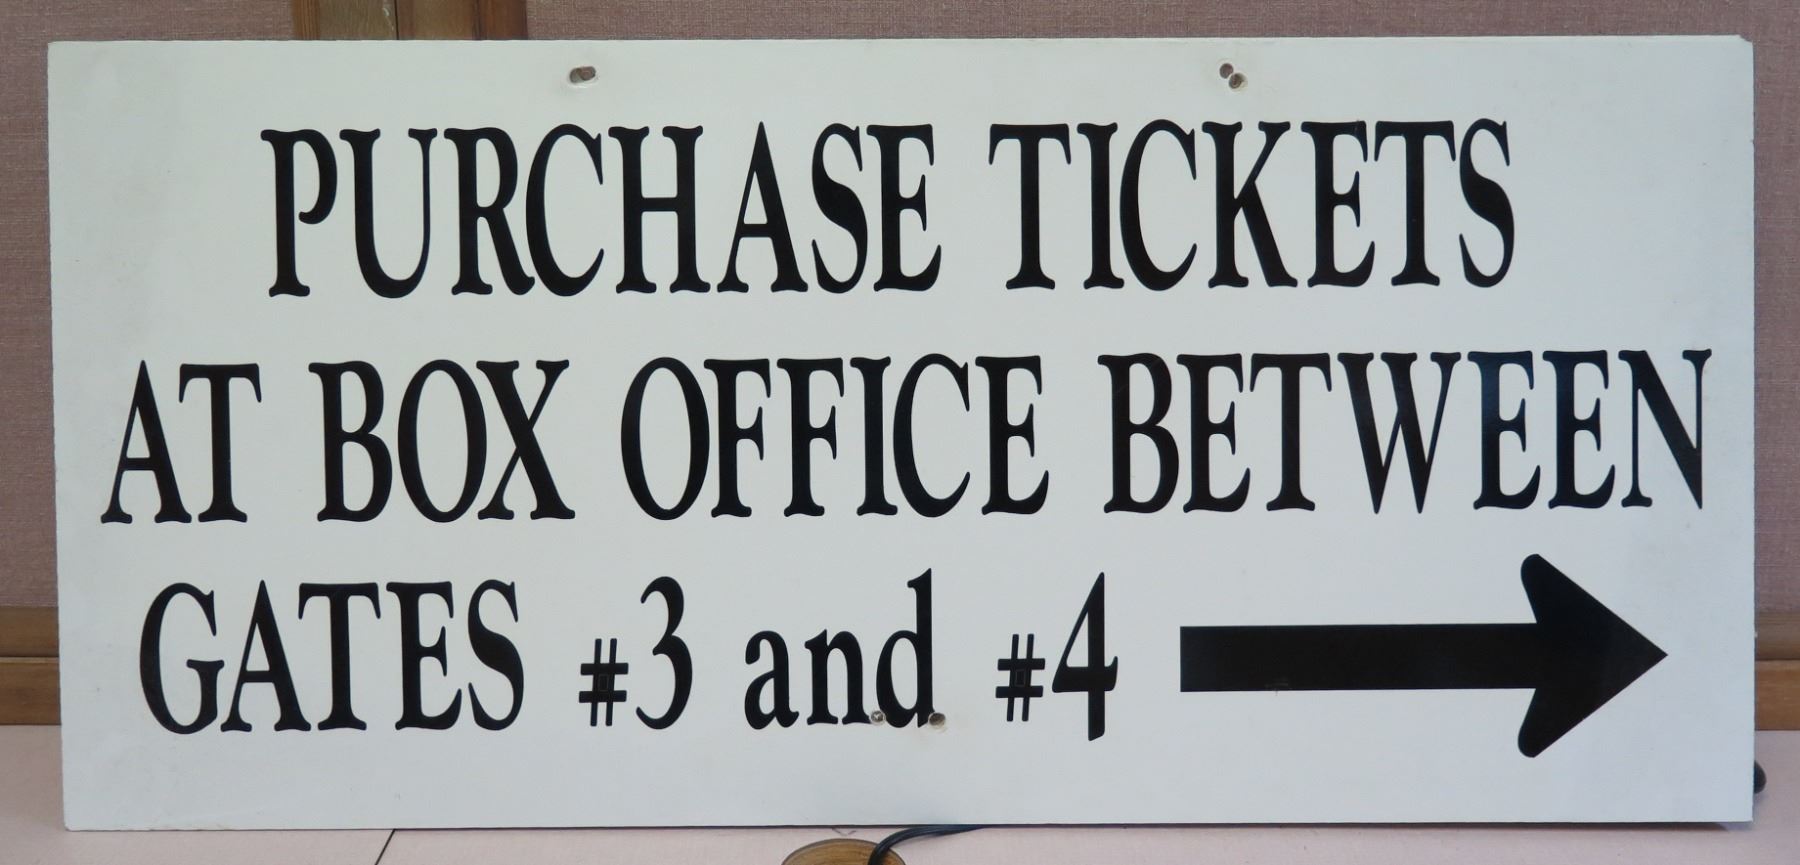 PURCHASE TICKETS
AT BOX OFFICE BETWEEN
GATES #3 and #4